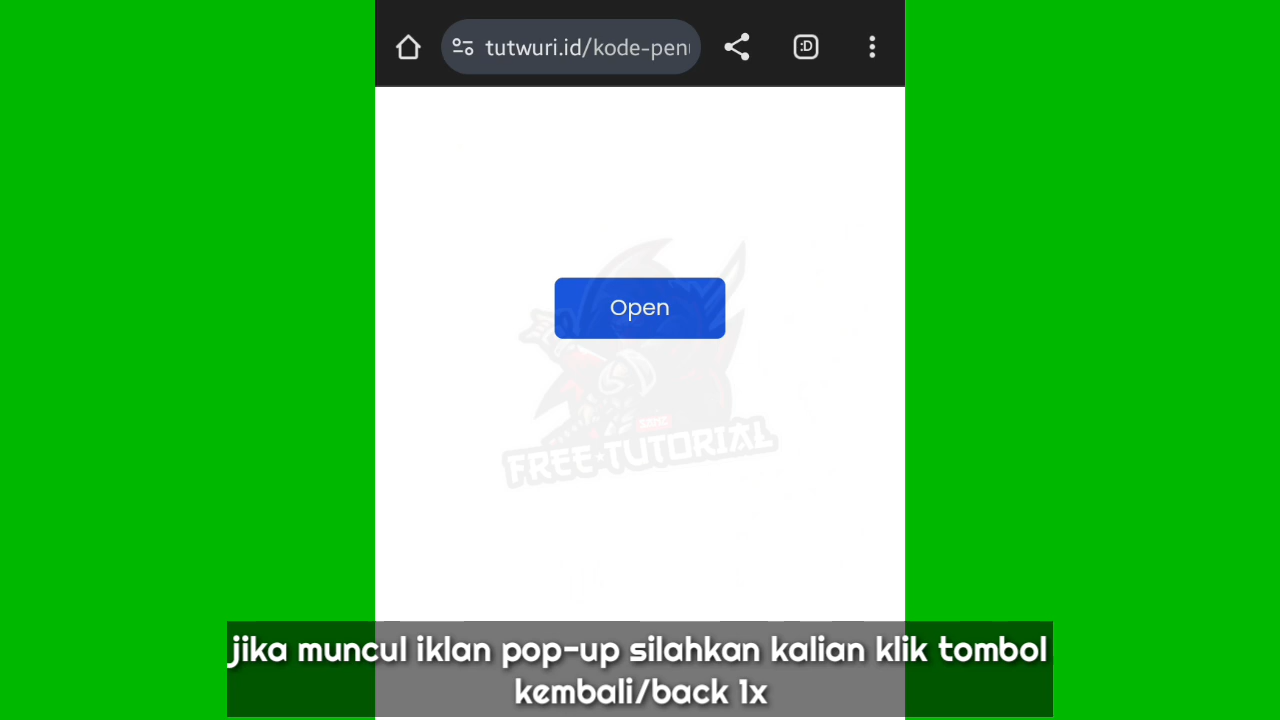 tutwuri.id/kode-pen
:D
Open
FREE TUTORIAL
jika muncul iklan pop-up silahkan kalian klik tombol
kembali/back 1x